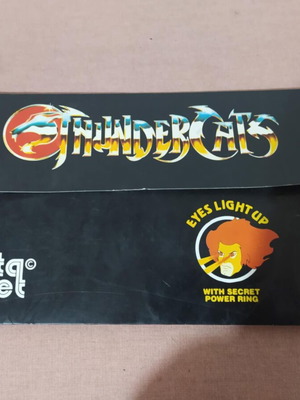 THUNDERCATS
EYES LIGHT UP
WITH SECRET
POWER RING
©